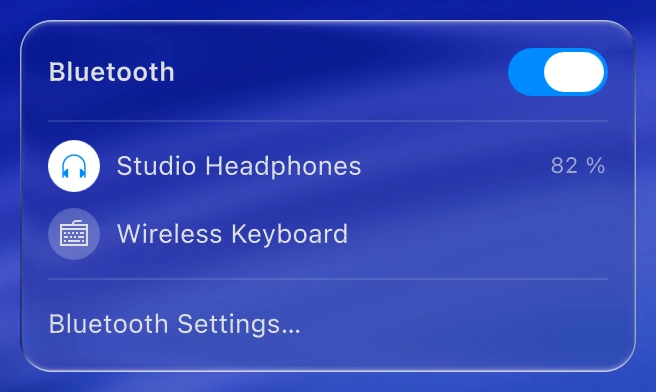 Bluetooth
Studio Headphones 82 %
Wireless Keyboard
Bluetooth Settings...